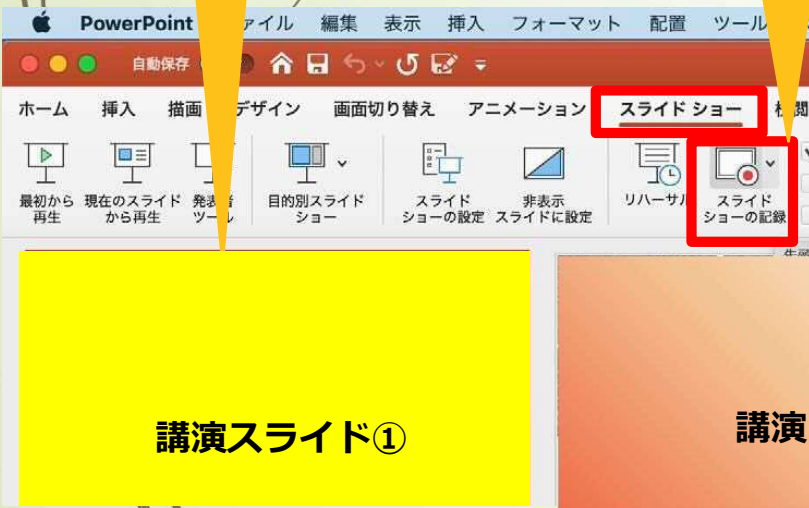 PowerPoint イル 編集 表示 挿入 フォーマット 配置 ツール
自動保存
ホーム 挿入 描画 デザイン 画面切り替え アニメーション スライド ショー 閲
最初から 現在のスライド 発表者 目的別スライド スライド 非表示 リハーサル スライド
再生 から再生 ツール ショー ショーの設定 スライドに設定 ショーの記録
講演スライド①
講演